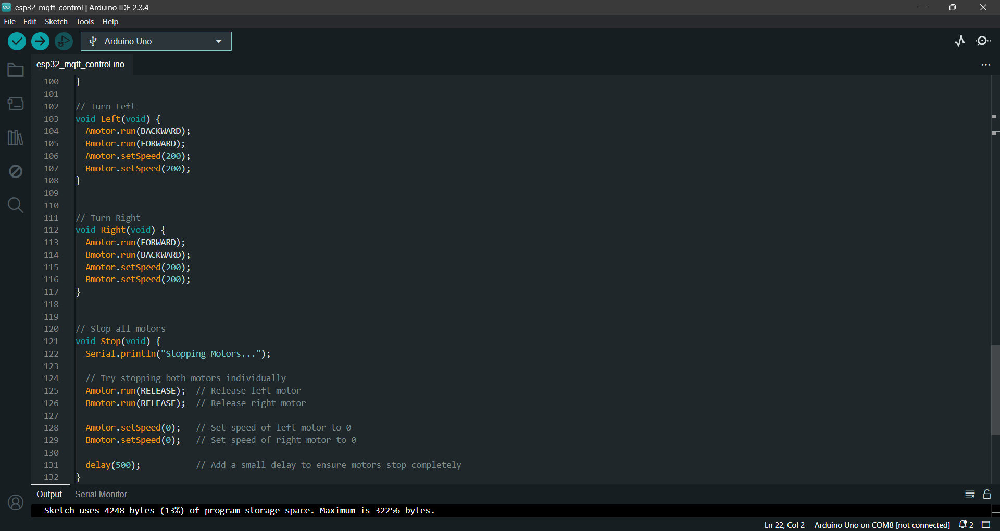 esp32_mqtt_control | Arduino IDE 2.3.4
File Edit Sketch Tools Help
Arduino Uno
esp32_mqtt_control.ino
100 }
101
102 // Turn Left
103 void Left(void) {
104 Amotor.run(BACKWARD);
105 Bmotor.run(FORWARD);
106 Amotor.setSpeed(200);
107 Bmotor.setSpeed(200);
108 }
109
110
111 // Turn Right
112 void Right(void) {
113 Amotor.run(FORWARD);
114 Bmotor.run(BACKWARD);
115 Amotor.setSpeed(200);
116 Bmotor.setSpeed(200);
117 }
118
119
120 // Stop all motors
121 void Stop(void) {
122 Serial.println("Stopping Motors...");
123
124 // Try stopping both motors individually
125 Amotor.run(RELEASE); // Release left motor
126 Bmotor.run(RELEASE); // Release right motor
127
128 Amotor.setSpeed(0); // Set speed of left motor to 0
129 Bmotor.setSpeed(0); // Set speed of right motor to 0
130
131 delay(500); // Add a small delay to ensure motors stop completely
132 }
Output Serial Monitor
Sketch uses 4248 bytes (13%) of program storage space. Maximum is 32256 bytes.
Ln 22, Col 2 Arduino Uno on COM8 [not connected] 2